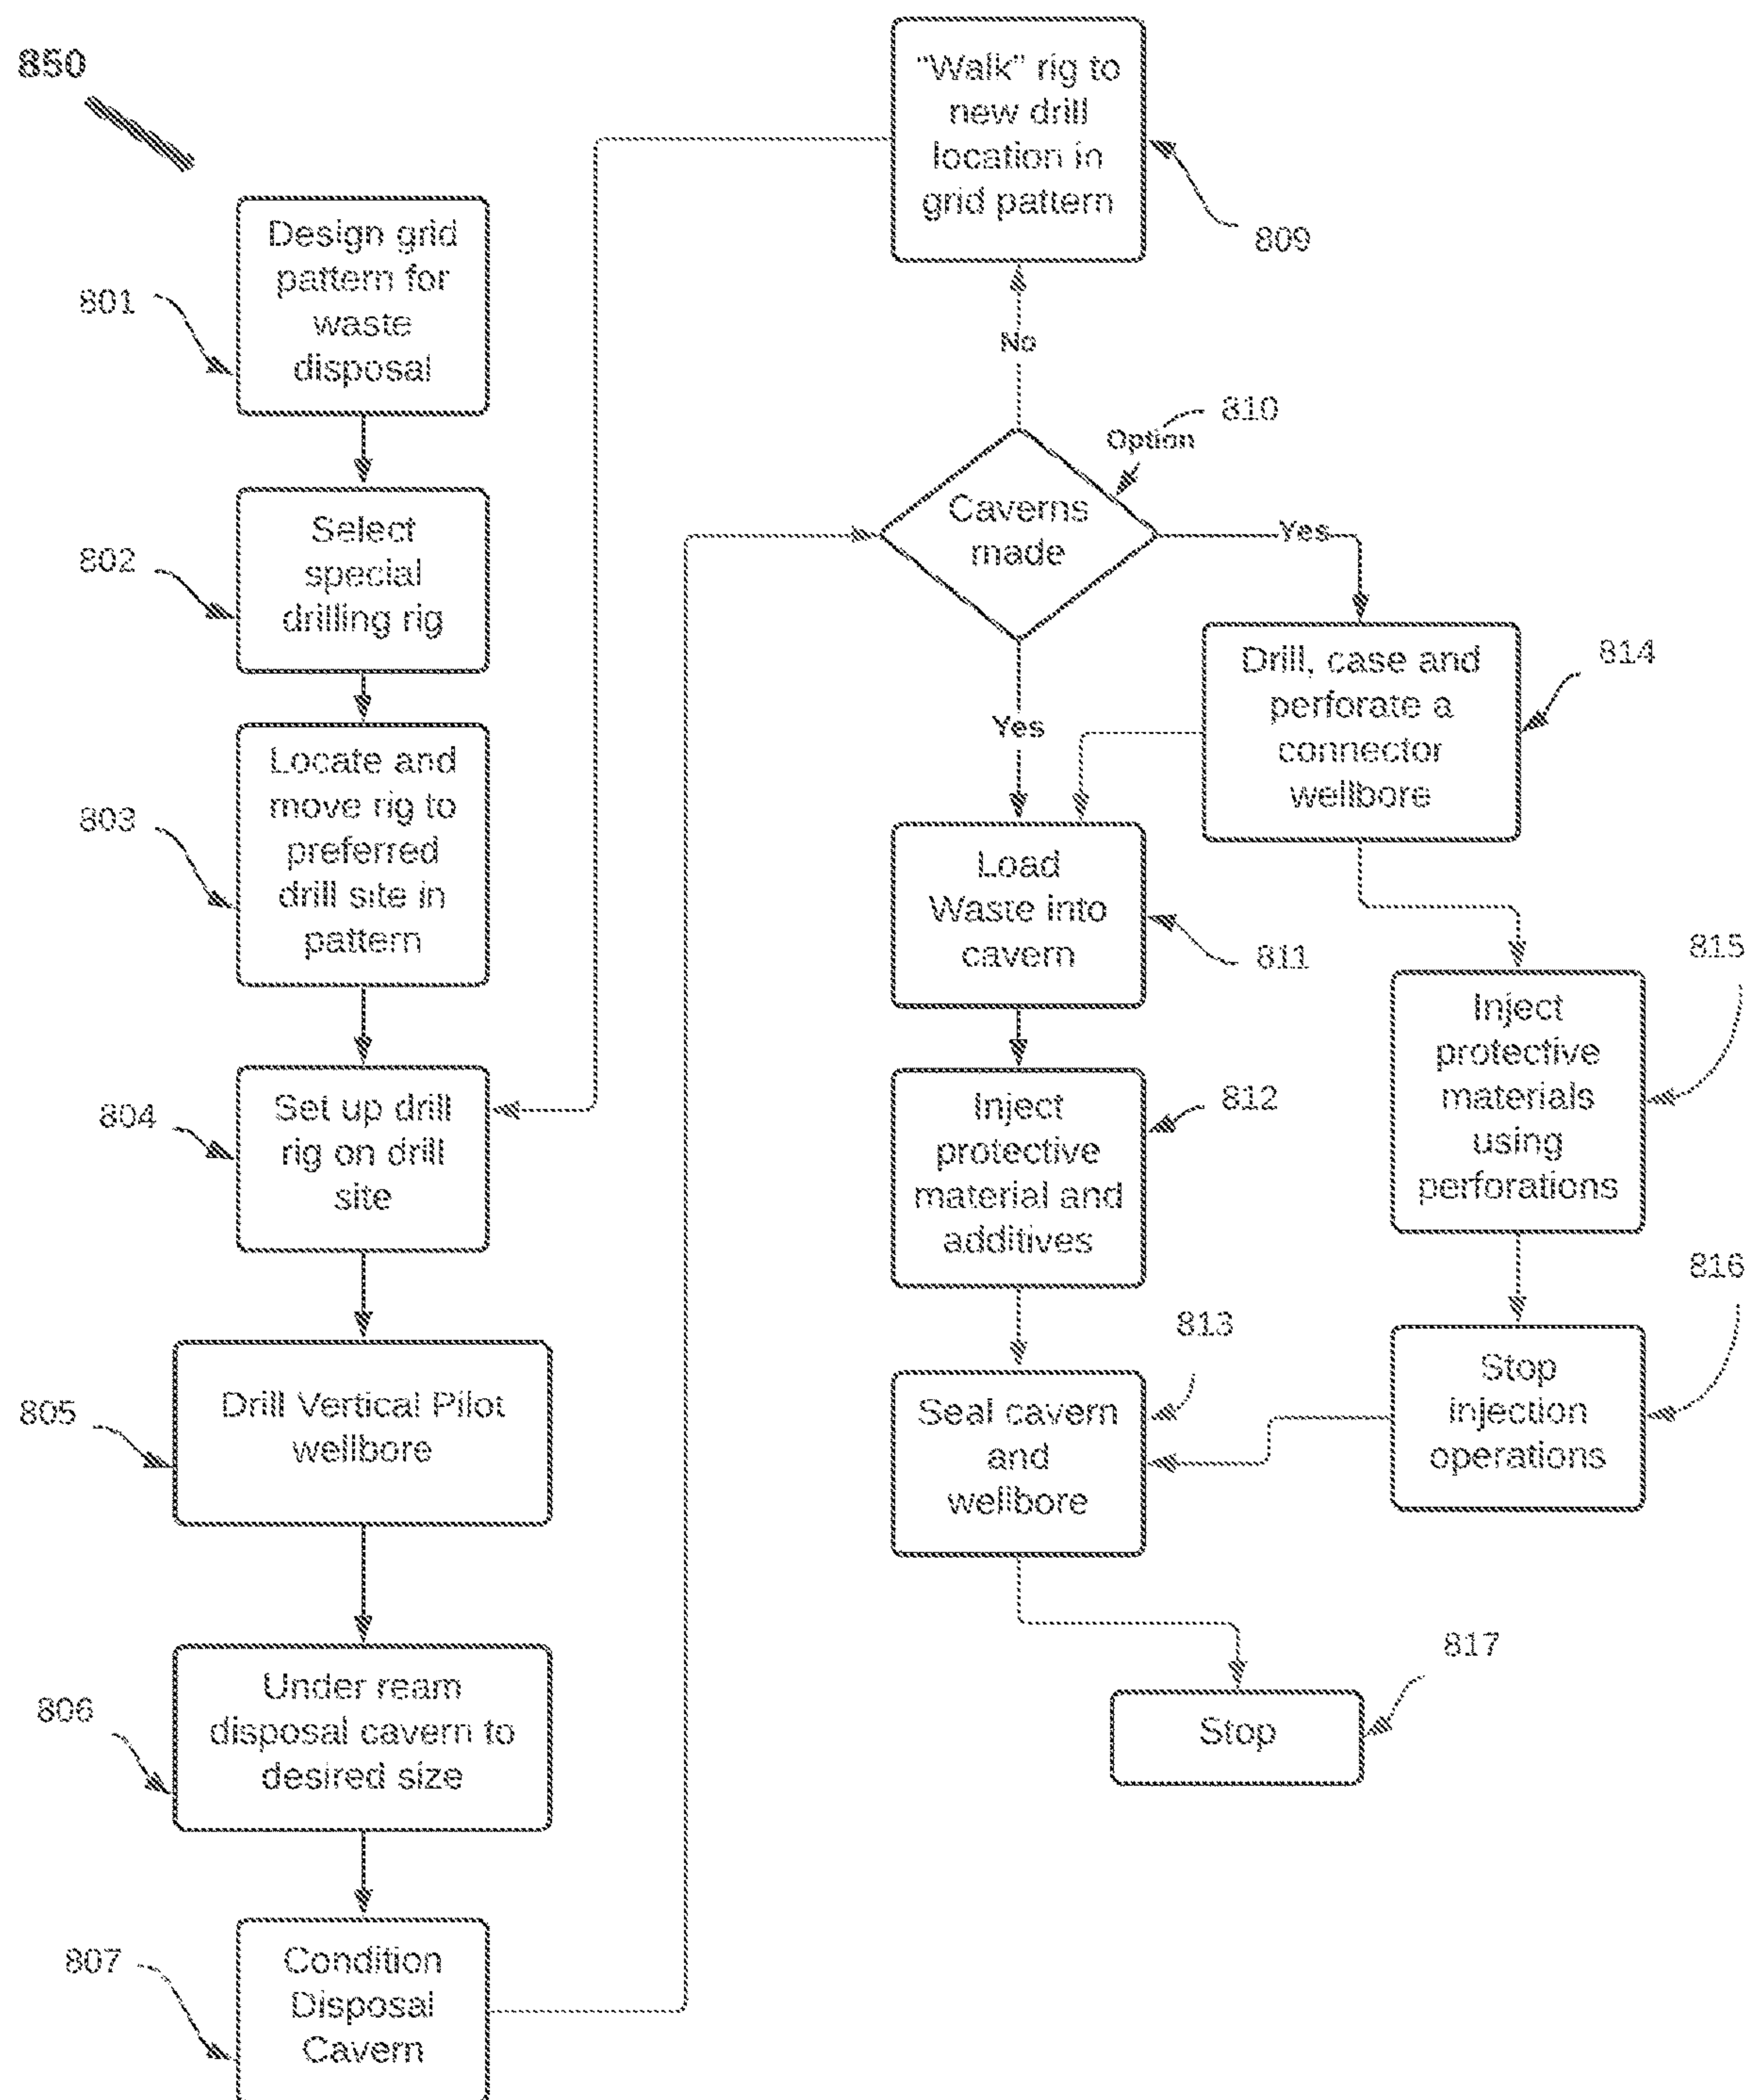 850
801
Design grid
pattern for
waste
disposal
802
Select
special
drilling rig
803
Locate and
move rig to
preferred
drill site in
pattern
804
Set up drill
rig on drill
site
805
Drill Vertical Pilot
wellbore
806
Under ream
disposal cavern to
desired size
807
Condition
Disposal
Cavern
"Walk" rig to
new drill
location in
grid pattern
809
No
810
Option
Caverns
made
Yes
Yes
Drill, case and
perforate a
connector
wellbore
814
Load
Waste into
cavern
811
Inject
protective
material and
additives
812
Inject
protective
materials
using
perforations
815
Stop
injection
operations
816
Seal cavern
and
wellbore
813
Stop
817